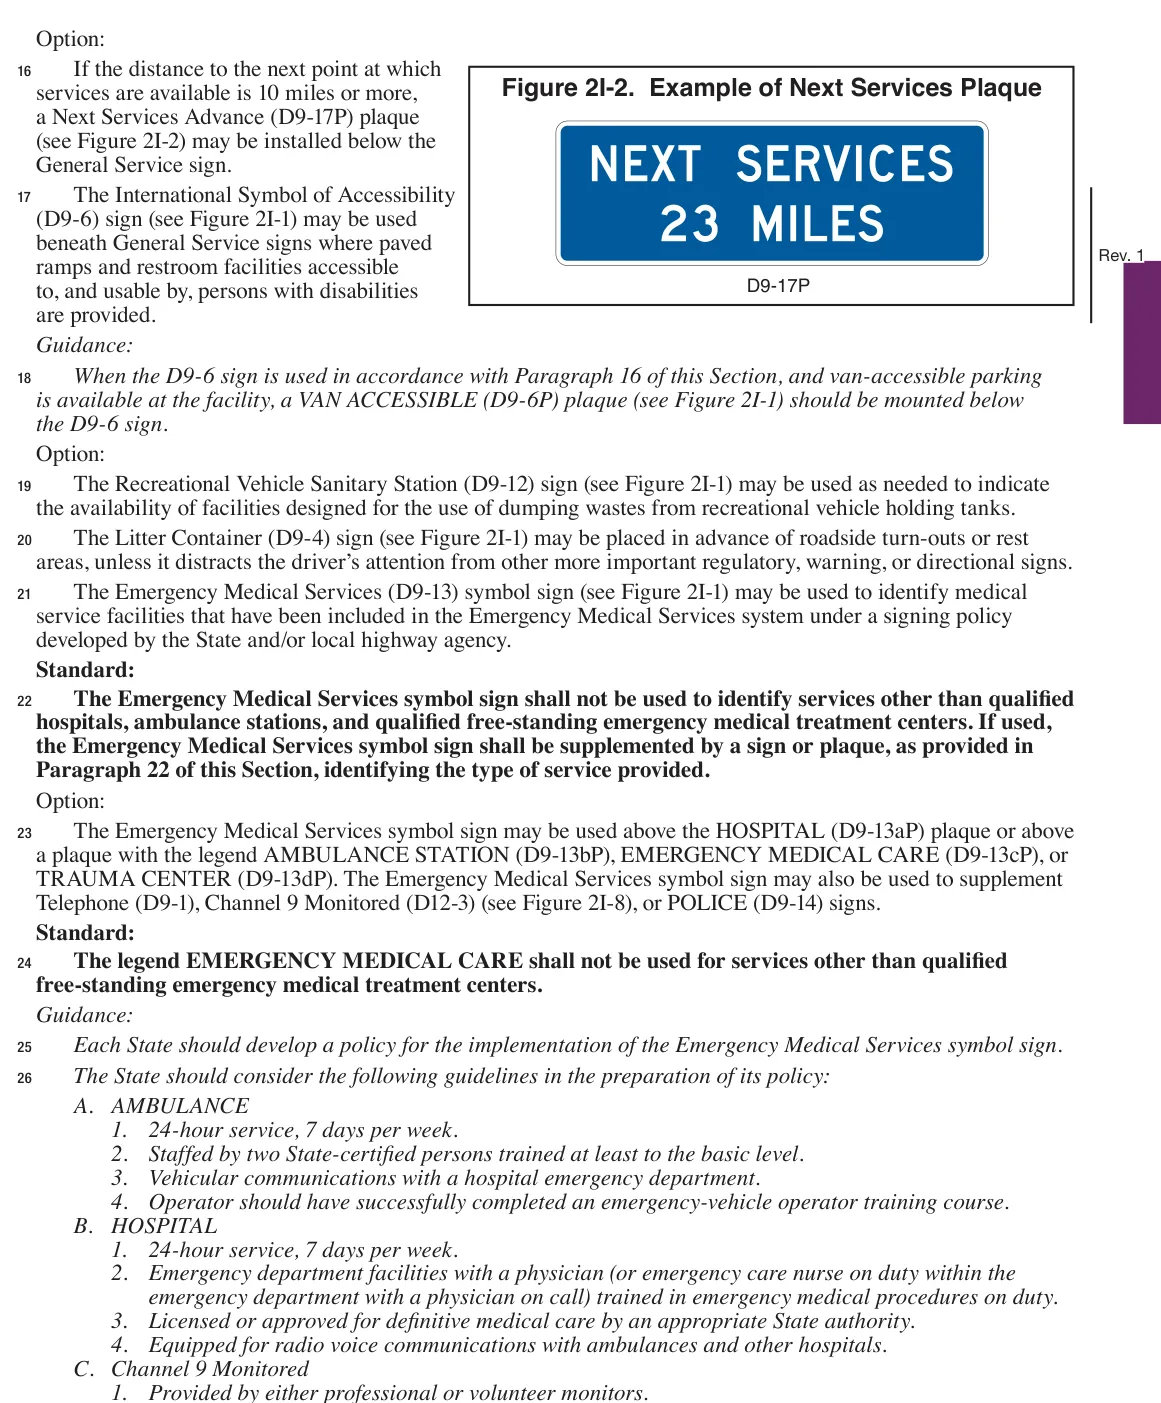 Option:
16 If the distance to the next point at which
services are available is 10 miles or more,
a Next Services Advance (D9-17P) plaque
(see Figure 2I-2) may be installed below the
General Service sign.
17 The International Symbol of Accessibility
(D9-6) sign (see Figure 2I-1) may be used
beneath General Service signs where paved
ramps and restroom facilities accessible
to, and usable by, persons with disabilities
are provided.
Figure 2I-2. Example of Next Services Plaque
NEXT SERVICES
23 MILES
D9-17P
Rev. 1
Guidance:
18 When the D9-6 sign is used in accordance with Paragraph 16 of this Section, and van-accessible parking
is available at the facility, a VAN ACCESSIBLE (D9-6P) plaque (see Figure 2I-1) should be mounted below
the D9-6 sign.
Option:
19 The Recreational Vehicle Sanitary Station (D9-12) sign (see Figure 2I-1) may be used as needed to indicate
the availability of facilities designed for the use of dumping wastes from recreational vehicle holding tanks.
20 The Litter Container (D9-4) sign (see Figure 2I-1) may be placed in advance of roadside turn-outs or rest
areas, unless it distracts the driver’s attention from other more important regulatory, warning, or directional signs.
21 The Emergency Medical Services (D9-13) symbol sign (see Figure 2I-1) may be used to identify medical
service facilities that have been included in the Emergency Medical Services system under a signing policy
developed by the State and/or local highway agency.
Standard:
22 The Emergency Medical Services symbol sign shall not be used to identify services other than qualified
hospitals, ambulance stations, and qualified free-standing emergency medical treatment centers. If used,
the Emergency Medical Services symbol sign shall be supplemented by a sign or plaque, as provided in
Paragraph 22 of this Section, identifying the type of service provided.
Option:
23 The Emergency Medical Services symbol sign may be used above the HOSPITAL (D9-13aP) plaque or above
a plaque with the legend AMBULANCE STATION (D9-13bP), EMERGENCY MEDICAL CARE (D9-13cP), or
TRAUMA CENTER (D9-13dP). The Emergency Medical Services symbol sign may also be used to supplement
Telephone (D9-1), Channel 9 Monitored (D12-3) (see Figure 2I-8), or POLICE (D9-14) signs.
Standard:
24 The legend EMERGENCY MEDICAL CARE shall not be used for services other than qualified
free-standing emergency medical treatment centers.
Guidance:
25 Each State should develop a policy for the implementation of the Emergency Medical Services symbol sign.
26 The State should consider the following guidelines in the preparation of its policy:
A. AMBULANCE
1. 24-hour service, 7 days per week.
2. Staffed by two State-certified persons trained at least to the basic level.
3. Vehicular communications with a hospital emergency department.
4. Operator should have successfully completed an emergency-vehicle operator training course.
B. HOSPITAL
1. 24-hour service, 7 days per week.
2. Emergency department facilities with a physician (or emergency care nurse on duty within the
emergency department with a physician on call) trained in emergency medical procedures on duty.
3. Licensed or approved for definitive medical care by an appropriate State authority.
4. Equipped for radio voice communications with ambulances and other hospitals.
C. Channel 9 Monitored
1. Provided by either professional or volunteer monitors.